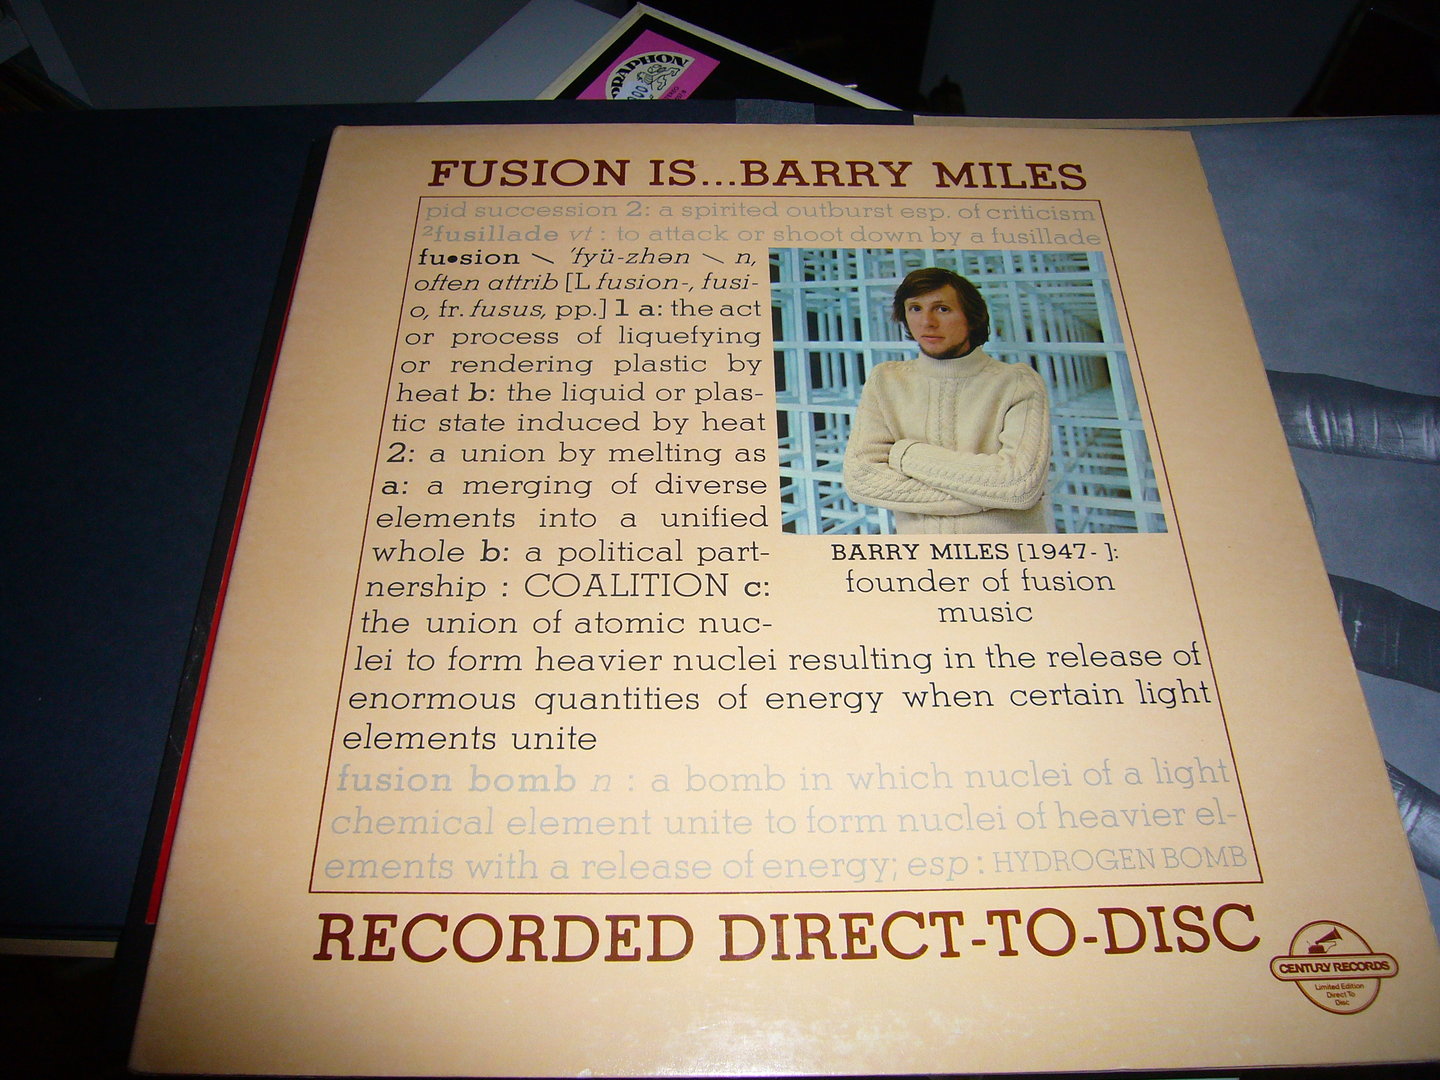 FUSION IS...BARRY MILES
pid succession 2: a spirited outburst esp. of criticism
²fusillade vt : to attack or shoot down by a fusillade
fu•sion \ 'fyü-zhən \ n,
often attrib [L fusion-, fusi-
o, fr. fusus, pp.] 1 a: the act
or process of liquefying
or rendering plastic by
heat b: the liquid or plas-
tic state induced by heat
2: a union by melting as
a: a merging of diverse
elements into a unified
whole b: a political part-
nership : COALITION c:
the union of atomic nuc-
lei to form heavier nuclei resulting in the release of
enormous quantities of energy when certain light
elements unite
BARRY MILES [1947- ]:
founder of fusion
music
fusion bomb n : a bomb in which nuclei of a light
chemical element unite to form nuclei of heavier el-
ements with a release of energy; esp : HYDROGEN BOMB
RECORDED DIRECT-TO-DISC
CENTURY RECORDS
Limited Edition
Direct To
Disc